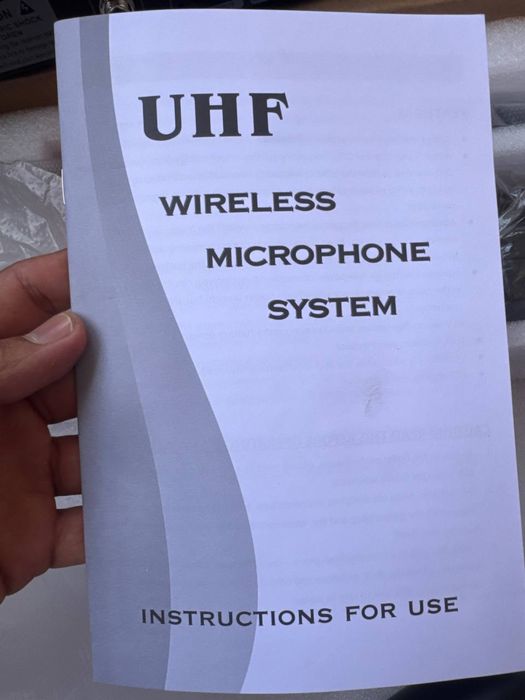 UHF
WIRELESS
MICROPHONE
SYSTEM
INSTRUCTIONS FOR USE